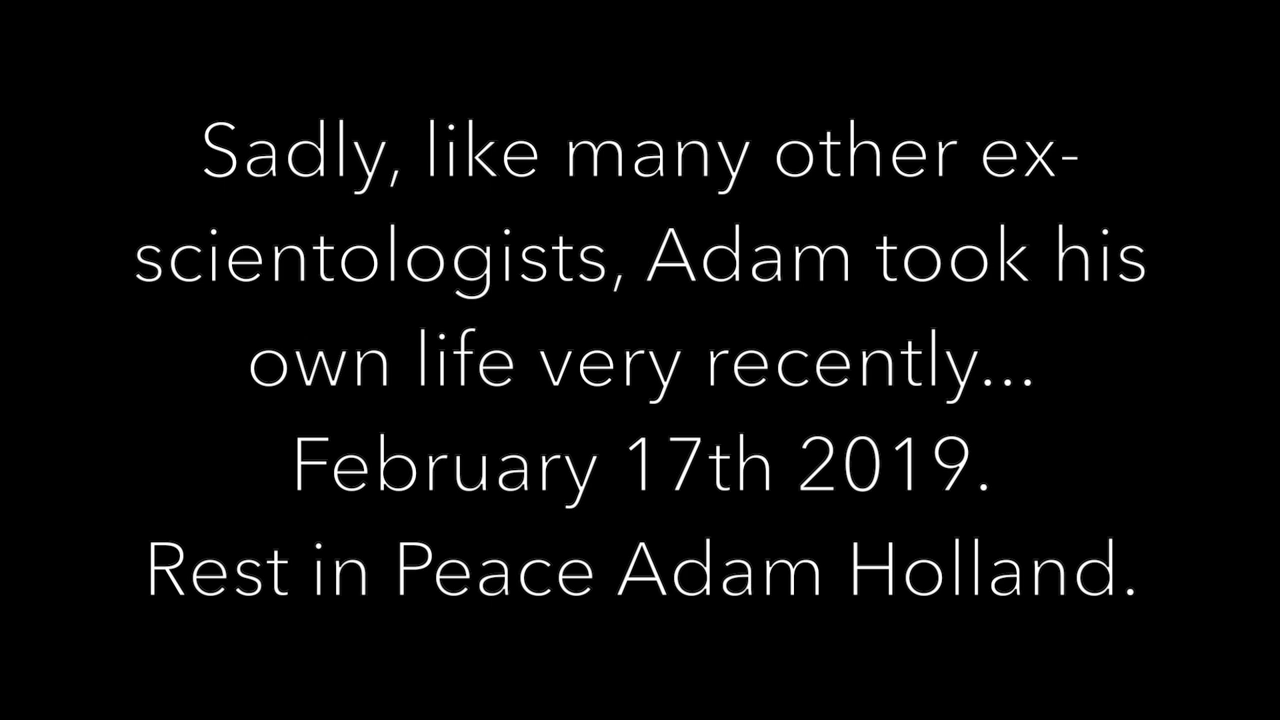 Sadly, like many other ex-
scientologists, Adam took his
own life very recently...
February 17th 2019.
Rest in Peace Adam Holland.